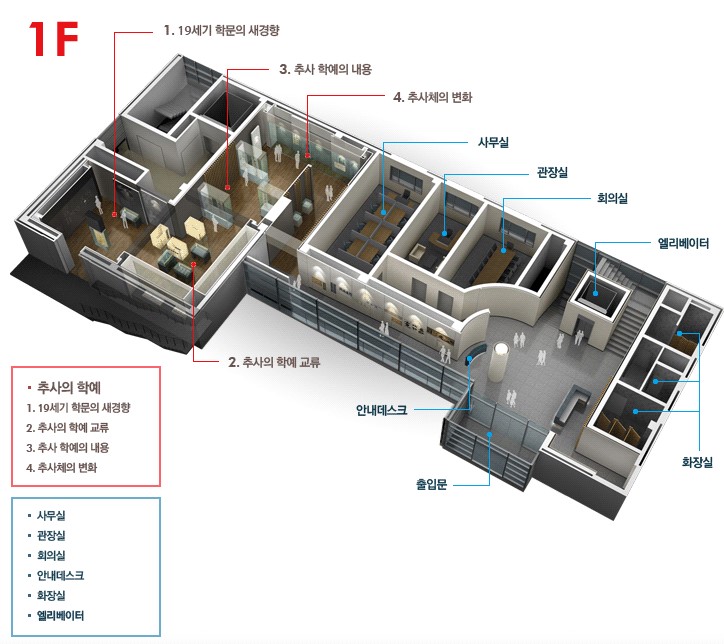 1F
1. 19세기 학문의 새경향
3. 추사 학예의 내용
4. 추사체의 변화
사무실
관장실
회의실
엘리베이터
2. 추사의 학예 교류
안내데스크
출입문
화장실
추사의 학예
1. 19세기 학문의 새경향
2. 추사의 학예 교류
3. 추사 학예의 내용
4. 추사체의 변화
사무실
관장실
회의실
안내데스크
화장실
엘리베이터